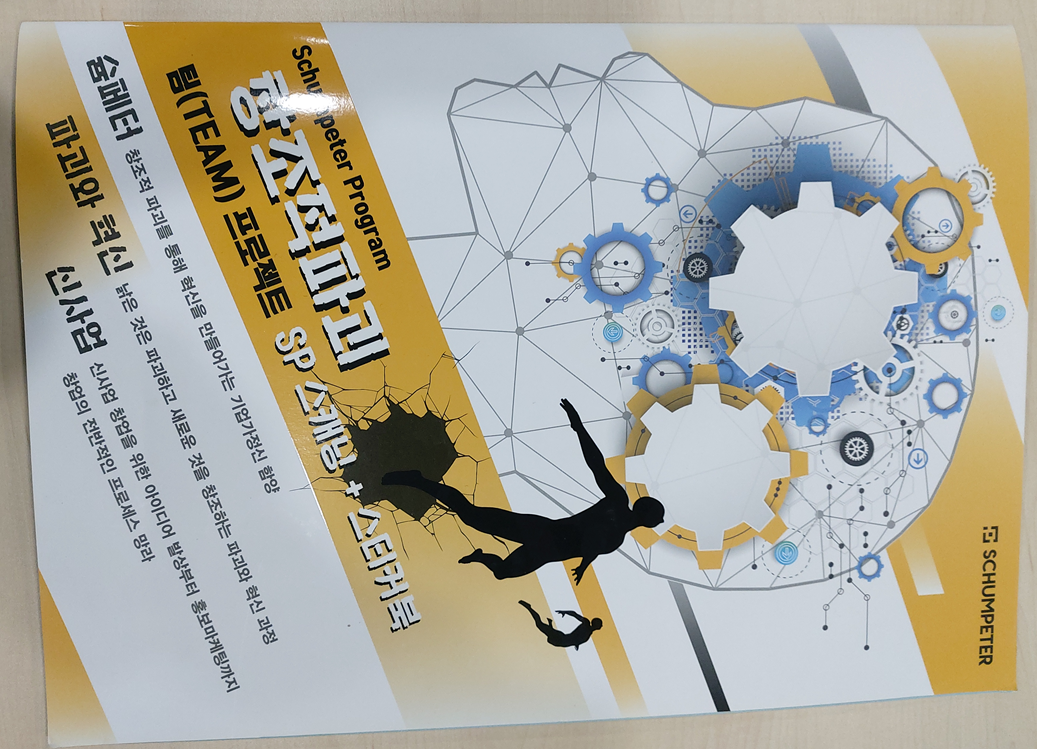 SCHUMPETER
Schumpeter Program
창조적파괴
팀(TEAM) 프로젝트 SP 스캐닝 + 스티커북
슘페터 창조적 파괴를 통해 혁신을 만들어가는 기업가정신 함양
파괴와 혁신 낡은 것은 파괴하고 새로운 것을 창조하는 파괴와 혁신 과정
신사업 신사업 창업을 위한 아이디어 발상부터 홍보마케팅까지
창업의 전반적인 프로세스 망라